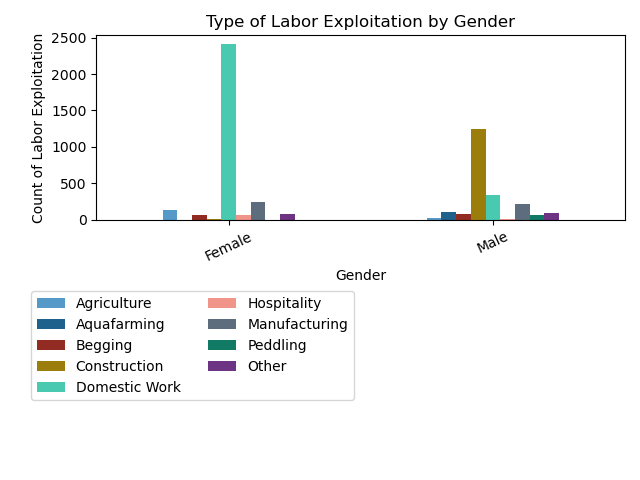 Type of Labor Exploitation by Gender
Count of Labor Exploitation
2500
2000
1500
1000
500
0
Female
Male
Gender
Agriculture
Aquafarming
Begging
Construction
Domestic Work
Hospitality
Manufacturing
Peddling
Other